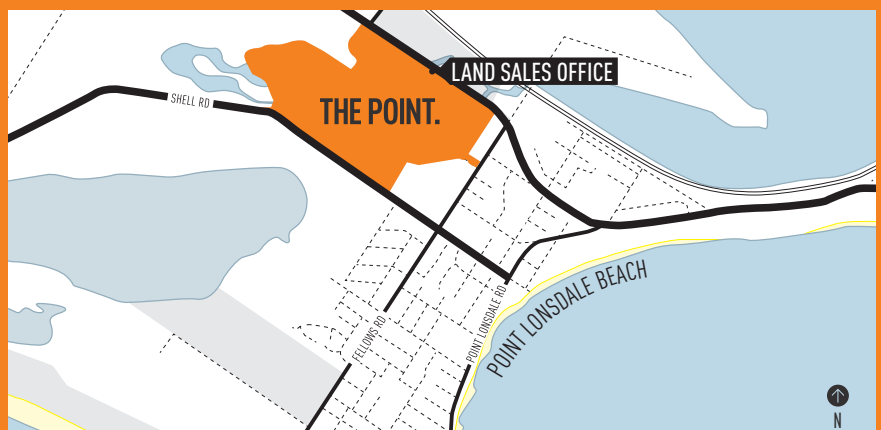 LAND SALES OFFICE
SHELL RD
THE POINT.
POINT LONSDALE BEACH
POINT LONSDALE RD
FELLOWS RD
N